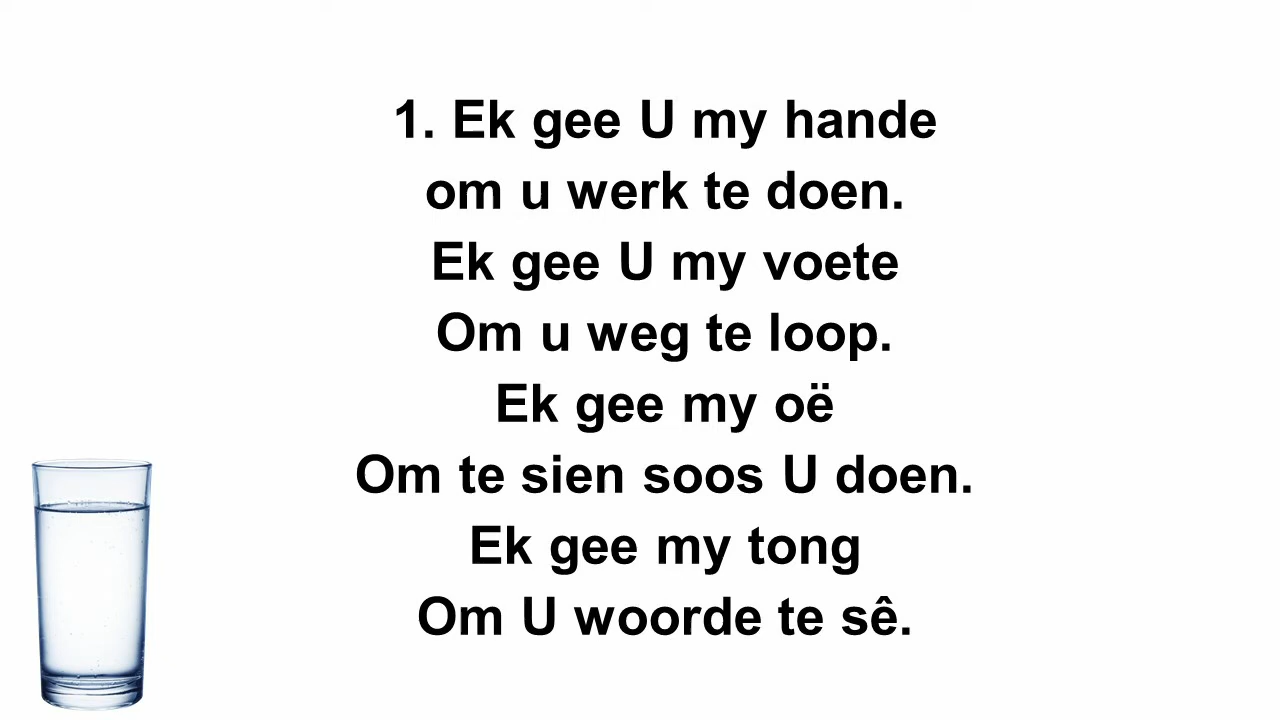 1. Ek gee U my hande
om u werk te doen.
Ek gee U my voete
Om u weg te loop.
Ek gee my oë
Om te sien soos U doen.
Ek gee my tong
Om U woorde te sê.